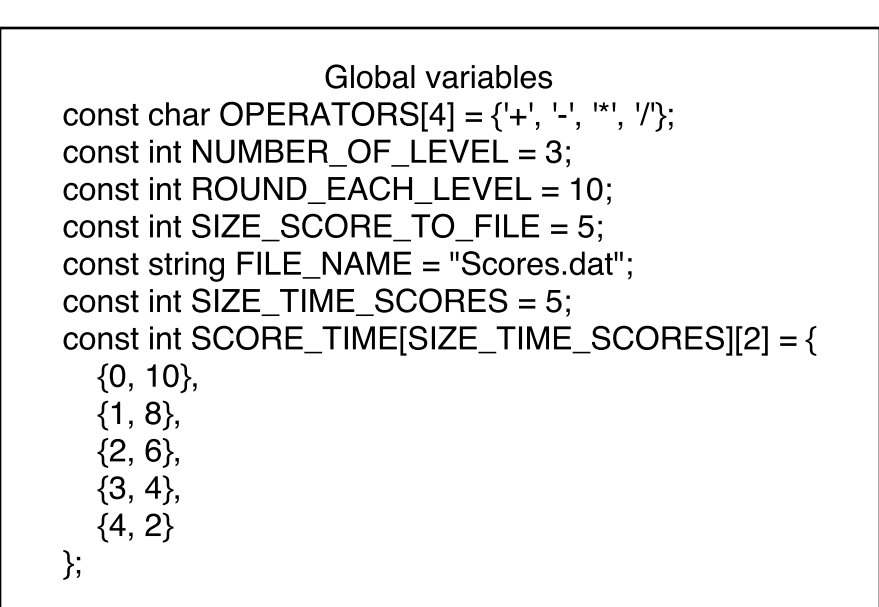 Global variables
const char OPERATORS[4] = {'+', '-', '*', '/'};
const int NUMBER_OF_LEVEL = 3;
const int ROUND_EACH_LEVEL = 10;
const int SIZE_SCORE_TO_FILE = 5;
const string FILE_NAME = "Scores.dat";
const int SIZE_TIME_SCORES = 5;
const int SCORE_TIME[SIZE_TIME_SCORES][2] = {
{0, 10},
{1, 8},
{2, 6},
{3, 4},
{4, 2}
};